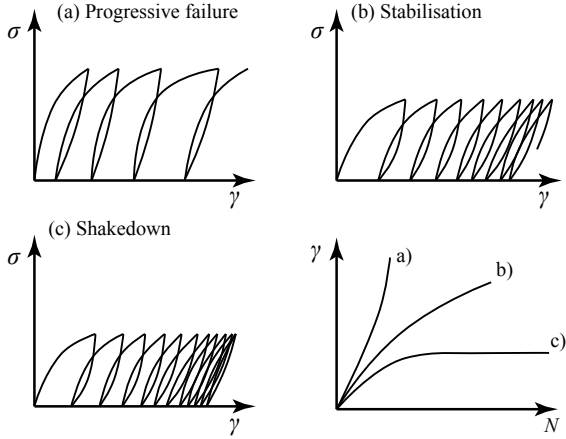 (a) Progressive failure
σ
γ
(b) Stabilisation
σ
γ
(c) Shakedown
σ
γ
γ
a)
b)
c)
N